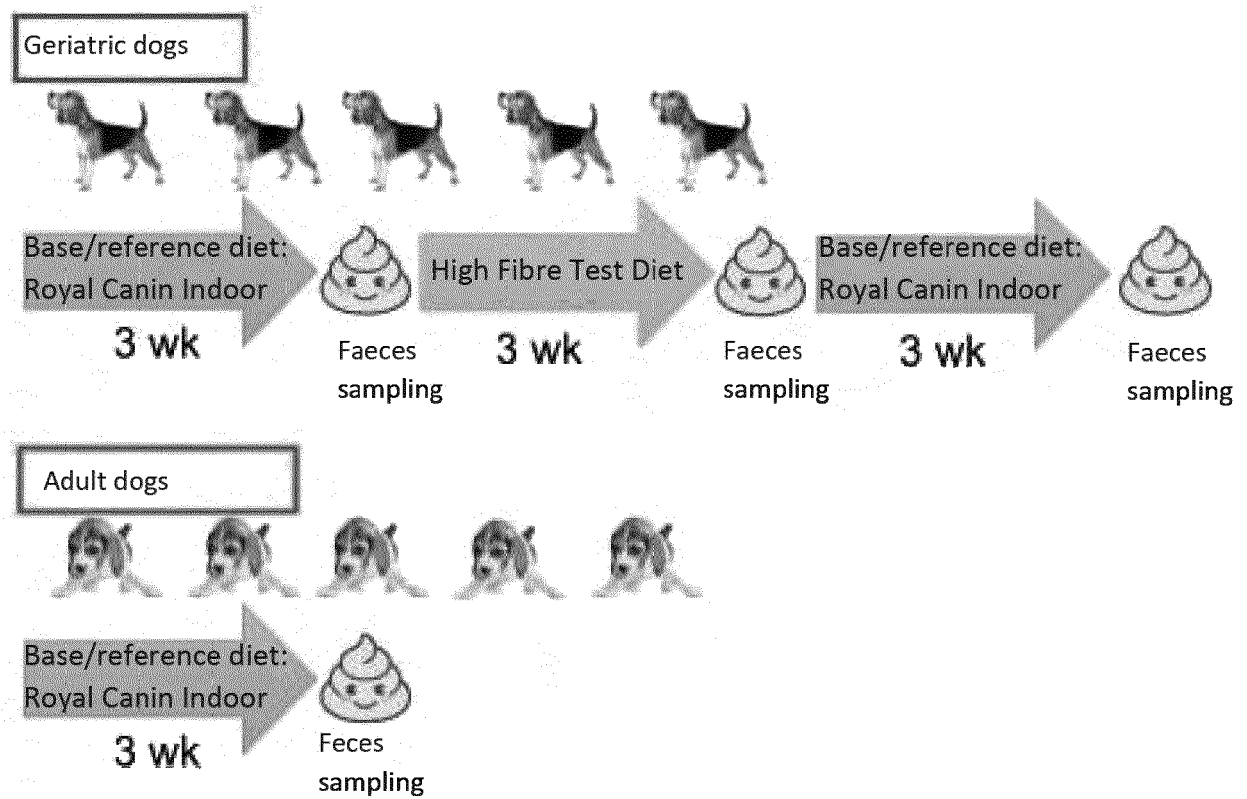 Geriatric dogs
Base/reference diet:
Royal Canin Indoor
3 wk
Faeces
sampling
High Fibre Test Diet
3 wk
Faeces
sampling
Base/reference diet:
Royal Canin Indoor
3 wk
Faeces
sampling
Adult dogs
Base/reference diet:
Royal Canin Indoor
3 wk
Feces
sampling